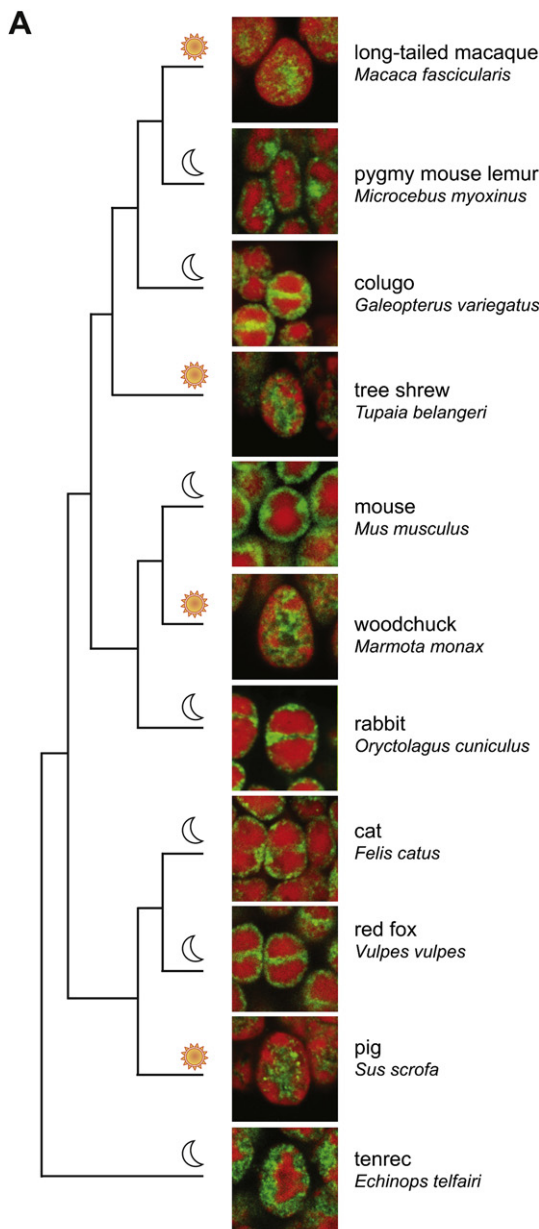 A
long-tailed macaque
Macaca fascicularis
pygmy mouse lemur
Microcebus myoxinus
colugo
Galeopterus variegatus
tree shrew
Tupaia belangeri
mouse
Mus musculus
woodchuck
Marmota monax
rabbit
Oryctolagus cuniculus
cat
Felis catus
red fox
Vulpes vulpes
pig
Sus scrofa
tenrec
Echinops telfairi